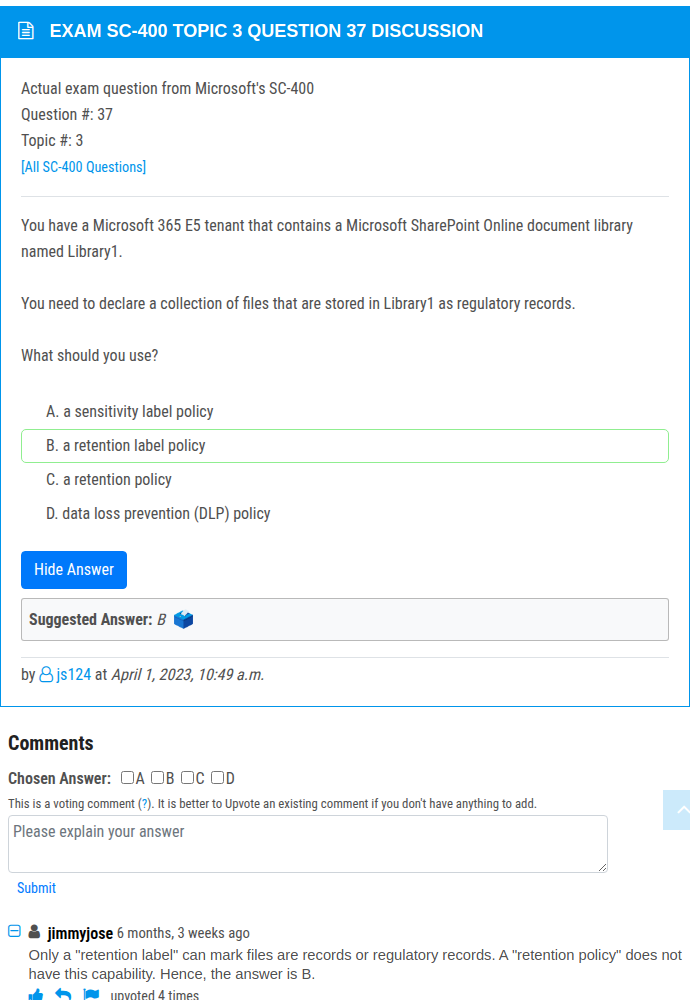 EXAM SC-400 TOPIC 3 QUESTION 37 DISCUSSION
Actual exam question from Microsoft's SC-400
Question #: 37
Topic #: 3
[All SC-400 Questions]
You have a Microsoft 365 E5 tenant that contains a Microsoft SharePoint Online document library
named Library1.
You need to declare a collection of files that are stored in Library1 as regulatory records.
What should you use?
A. a sensitivity label policy
B. a retention label policy
C. a retention policy
D. data loss prevention (DLP) policy
Hide Answer
Suggested Answer: B
by js124 at April 1, 2023, 10:49 a.m.
Comments
Chosen Answer: A B C D
This is a voting comment (?). It is better to Upvote an existing comment if you don't have anything to add.
Please explain your answer
Submit
jimmyjose 6 months, 3 weeks ago
Only a "retention label" can mark files are records or regulatory records. A "retention policy" does not
have this capability. Hence, the answer is B.
upvoted 4 times